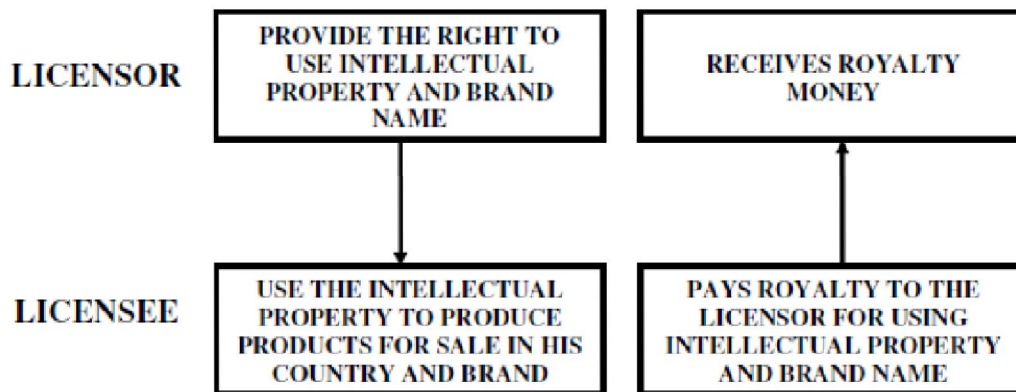 LICENSOR
PROVIDE THE RIGHT TO
USE INTELLECTUAL
PROPERTY AND BRAND
NAME
RECEIVES ROYALTY
MONEY
LICENSEE
USE THE INTELLECTUAL
PROPERTY TO PRODUCE
PRODUCTS FOR SALE IN HIS
COUNTRY AND BRAND
PAYS ROYALTY TO THE
LICENSOR FOR USING
INTELLECTUAL PROPERTY
AND BRAND NAME